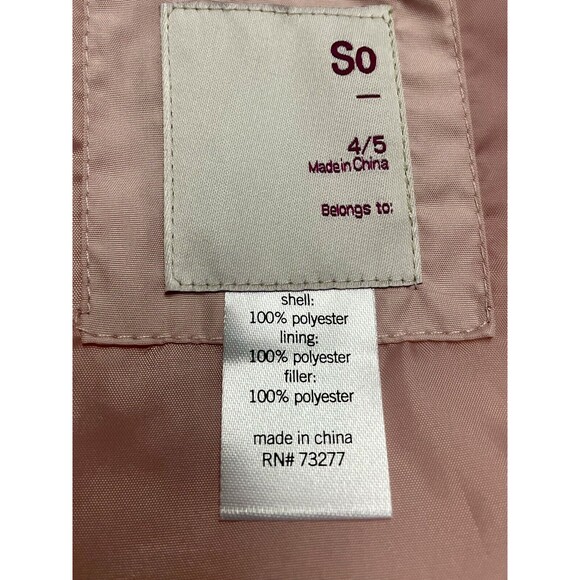 So
—
4/5
Made in China
Belongs to:
shell:
100% polyester
lining:
100% polyester
filler:
100% polyester
made in china
RN# 73277